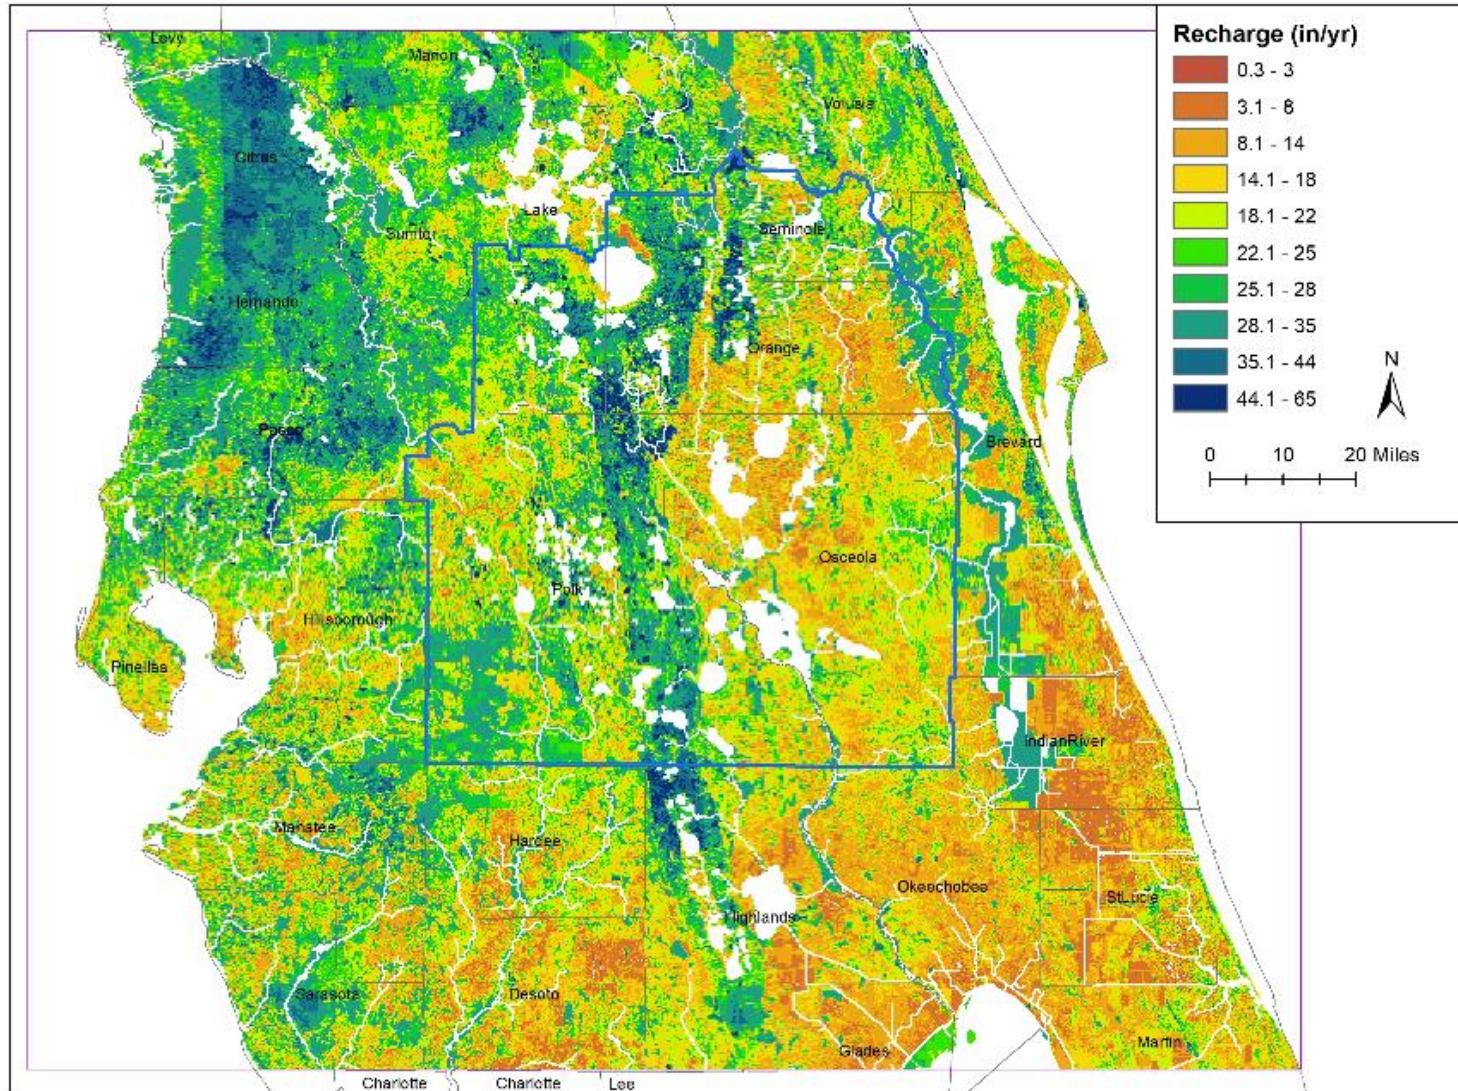 Recharge (in/yr)
0.3 - 3
3.1 - 8
8.1 - 14
14.1 - 18
18.1 - 22
22.1 - 25
25.1 - 28
28.1 - 35
35.1 - 44
44.1 - 65
N
0 10 20 Miles
Levy
Marion
Volusia
Citrus
Lake
Sumter
Seminole
Hernando
Orange
Pasco
Brevard
Osceola
Polk
Hillsborough
Pinellas
IndianRiver
Manatee
Hardee
Okeechobee
StLucie
Highlands
Sarasota
Desoto
Glades
Martin
Charlotte
Charlotte
Lee